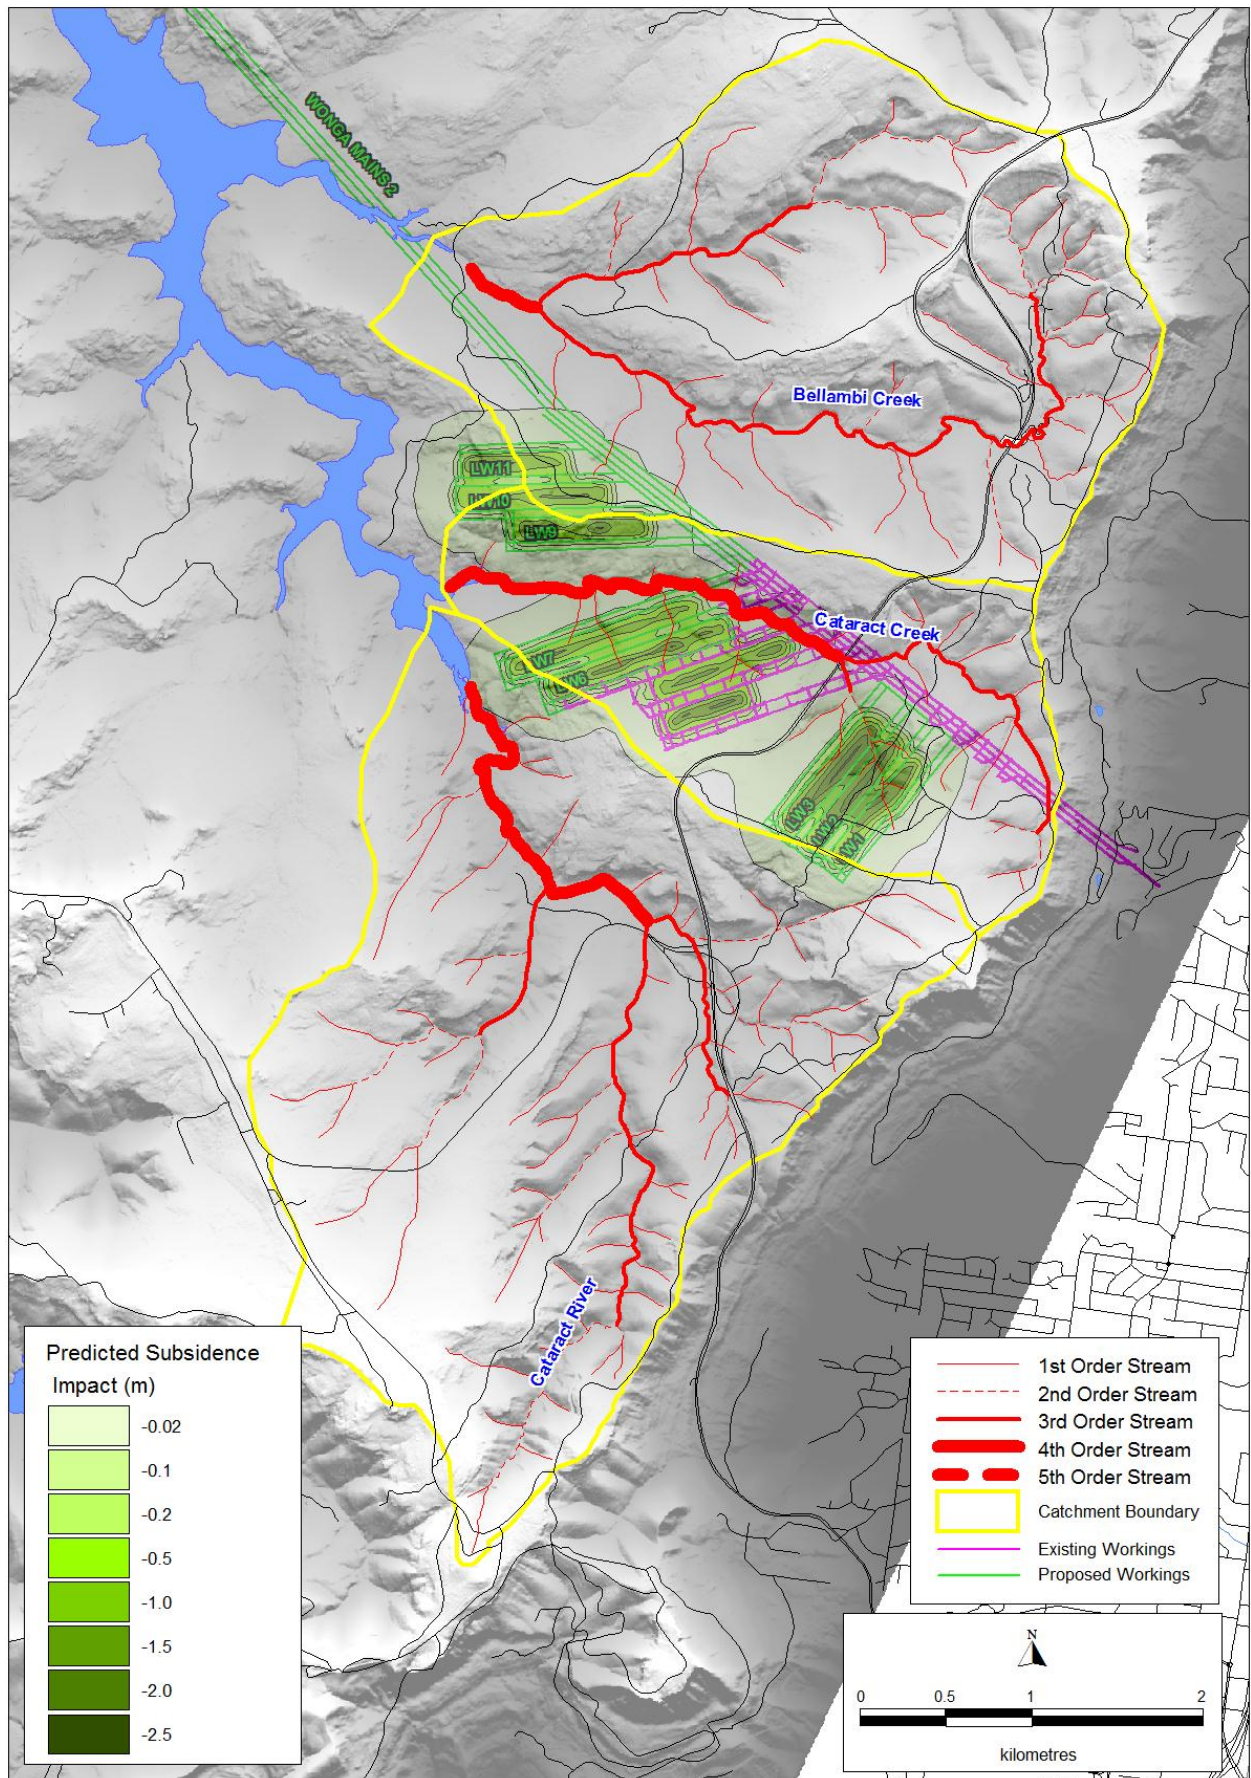 WONGA MAINS 2
Bellambi Creek
LW11
LW10
LW9
Cataract Creek
LW7
LW6
LW3
LW2
LW1
Cataract River
Predicted Subsidence
Impact (m)
-0.02
-0.1
-0.2
-0.5
-1.0
-1.5
-2.0
-2.5
1st Order Stream
2nd Order Stream
3rd Order Stream
4th Order Stream
5th Order Stream
Catchment Boundary
Existing Workings
Proposed Workings
N
0 0.5 1 2
kilometres